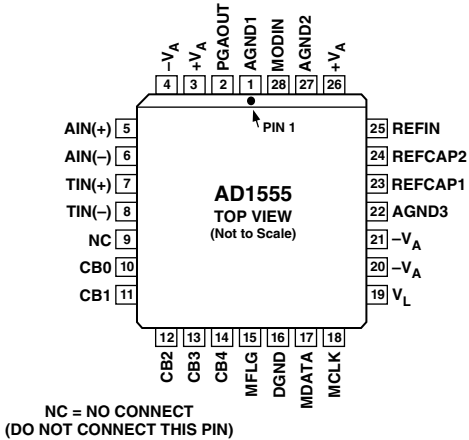 –VA
+VA
PGAOUT
AGND1
MODIN
AGND2
+VA
4 3 2 1 28 27 26
PIN 1
AIN(+) 5
AIN(–) 6
TIN(+) 7
TIN(–) 8
NC 9
CB0 10
CB1 11
AD1555
TOP VIEW
(Not to Scale)
25 REFIN
24 REFCAP2
23 REFCAP1
22 AGND3
21 –VA
20 –VA
19 VL
12 13 14 15 16 17 18
CB2
CB3
CB4
MFLG
DGND
MDATA
MCLK
NC = NO CONNECT
(DO NOT CONNECT THIS PIN)